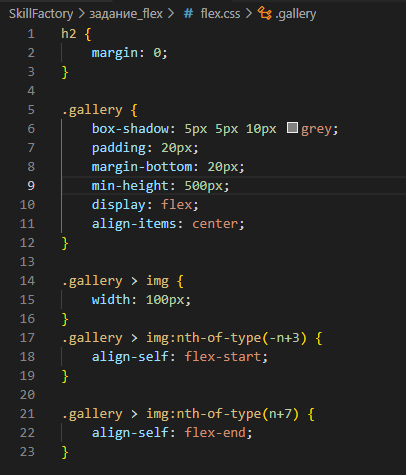 SkillFactory > задание_flex > # flex.css > .gallery
1 h2 {
2     margin: 0;
3 }
4
5 .gallery {
6     box-shadow: 5px 5px 10px grey;
7     padding: 20px;
8     margin-bottom: 20px;
9     min-height: 500px;
10     display: flex;
11     align-items: center;
12 }
13
14 .gallery > img {
15     width: 100px;
16 }
17 .gallery > img:nth-of-type(-n+3) {
18     align-self: flex-start;
19 }
20
21 .gallery > img:nth-of-type(n+7) {
22     align-self: flex-end;
23 }